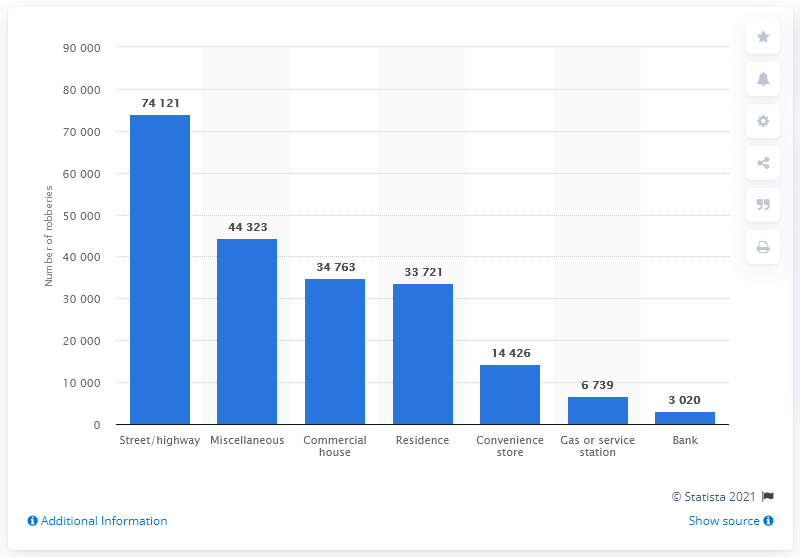 90 000
80 000
70 000
60 000
50 000
40 000
30 000
20 000
10 000
0
Number of robberies
74 121
44 323
34 763
33 721
14 426
6 739
3 020
Street/highway
Miscellaneous
Commercial
house
Residence
Convenience
store
Gas or service
station
Bank
© Statista 2021
Additional Information
Show source